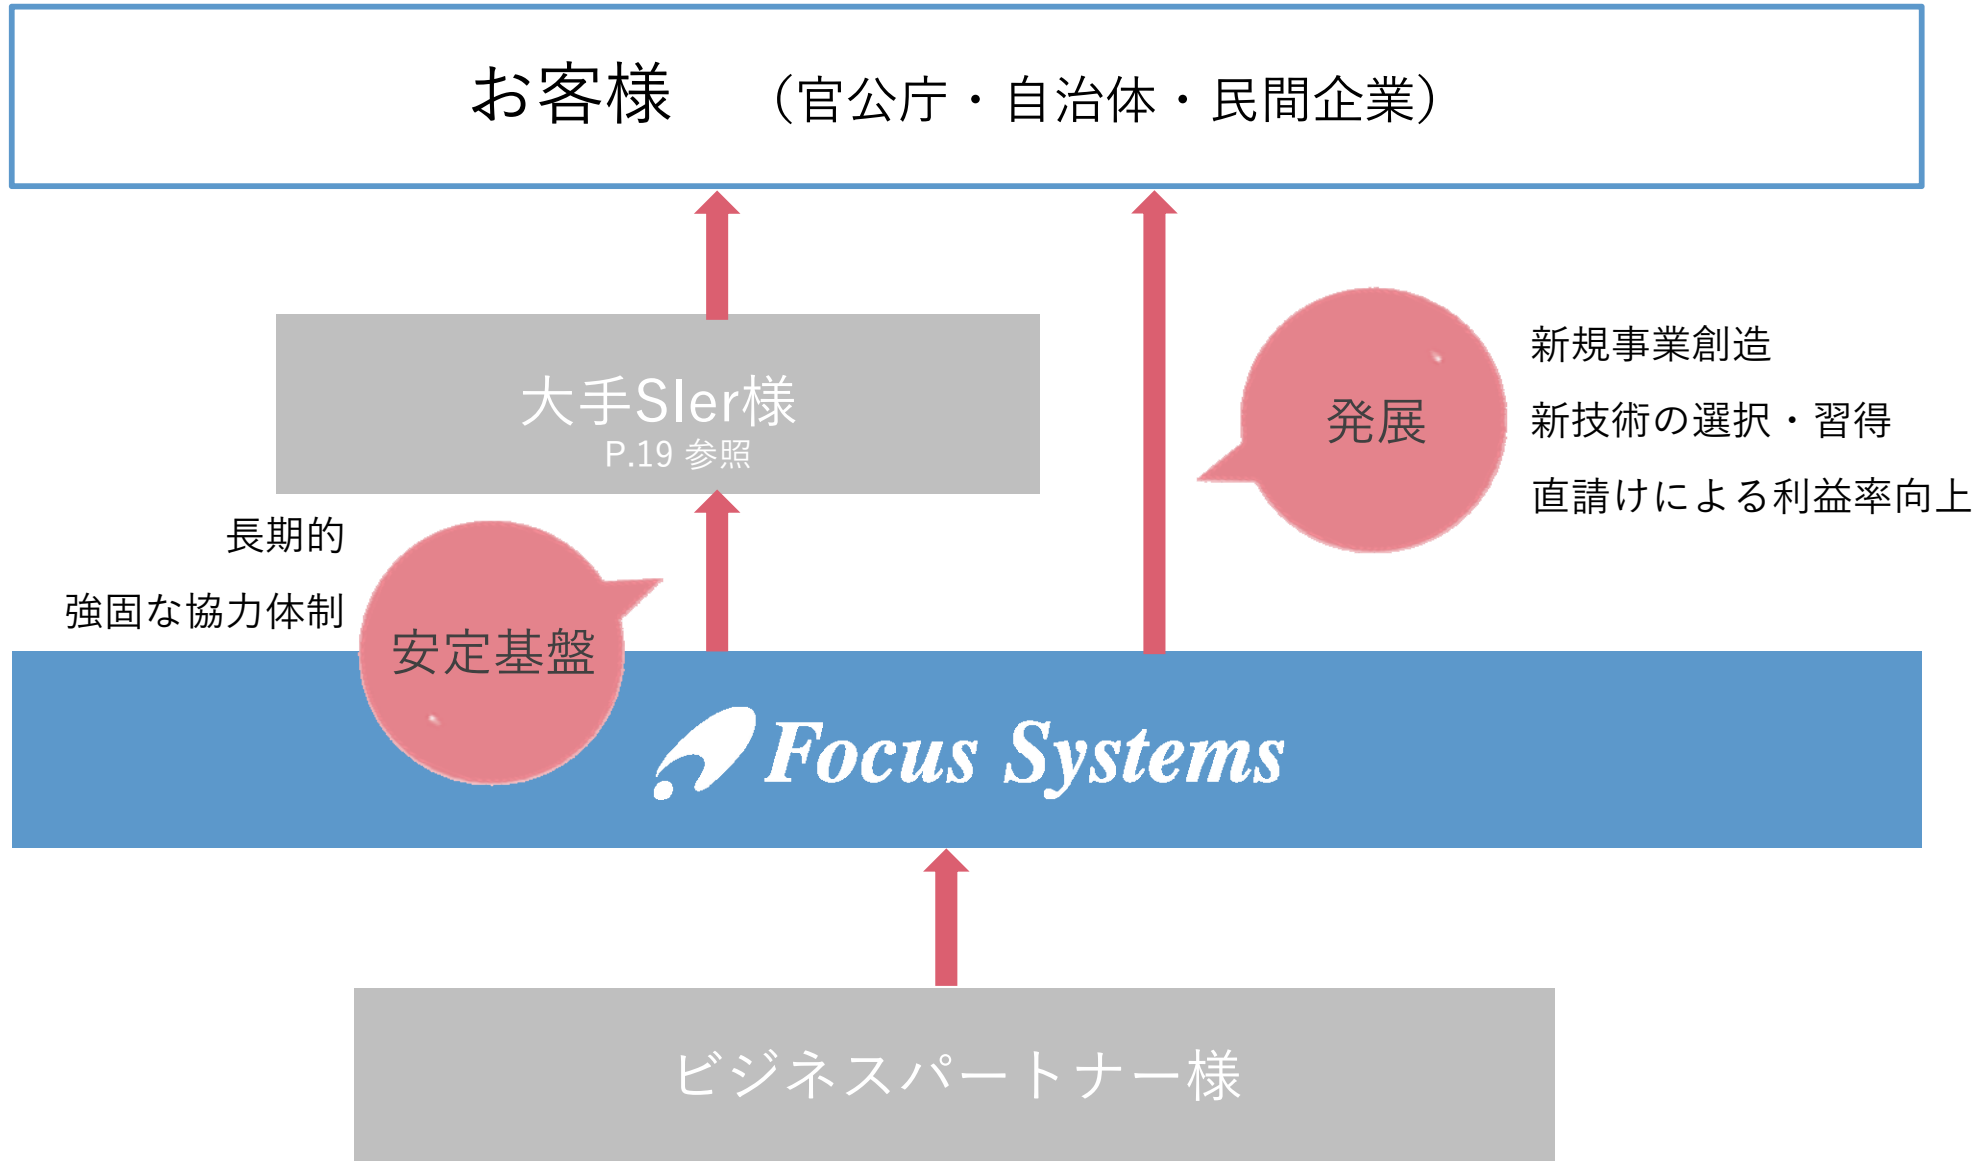 お客様　（官公庁・自治体・民間企業）
大手SIer様
P.19 参照
発展
新規事業創造
新技術の選択・習得
直請けによる利益率向上
長期的
強固な協力体制
安定基盤
Focus Systems
ビジネスパートナー様